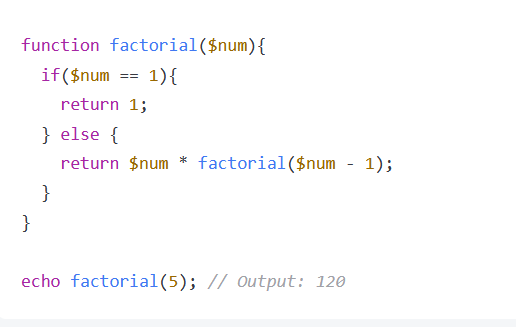 function factorial($num){
  if($num == 1){
    return 1;
  } else {
    return $num * factorial($num - 1);
  }
}

echo factorial(5); // Output: 120